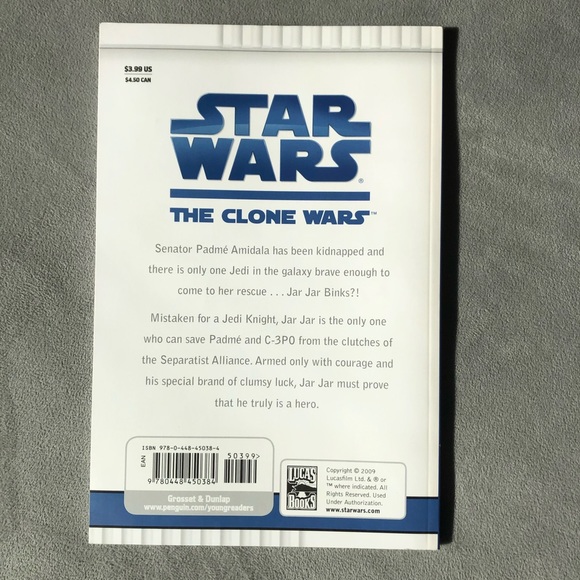 $3.99 US
$4.50 CAN
STAR
WARS®
THE CLONE WARS™
Senator Padmé Amidala has been kidnapped and
there is only one Jedi in the galaxy brave enough to
come to her rescue . . . Jar Jar Binks?!
Mistaken for a Jedi Knight, Jar Jar is the only one
who can save Padmé and C-3PO from the clutches of
the Separatist Alliance. Armed only with courage and
his special brand of clumsy luck, Jar Jar must prove
that he truly is a hero.
ISBN 978-0-448-45038-4
50399>
EAN
9 780448 450384
Grosset & Dunlap
www.penguin.com/youngreaders
LUCAS
BOOKS
Copyright © 2009
Lucasfilm Ltd. & ® or
™ where indicated. All
Rights Reserved. Used
Under Authorization.
www.starwars.com